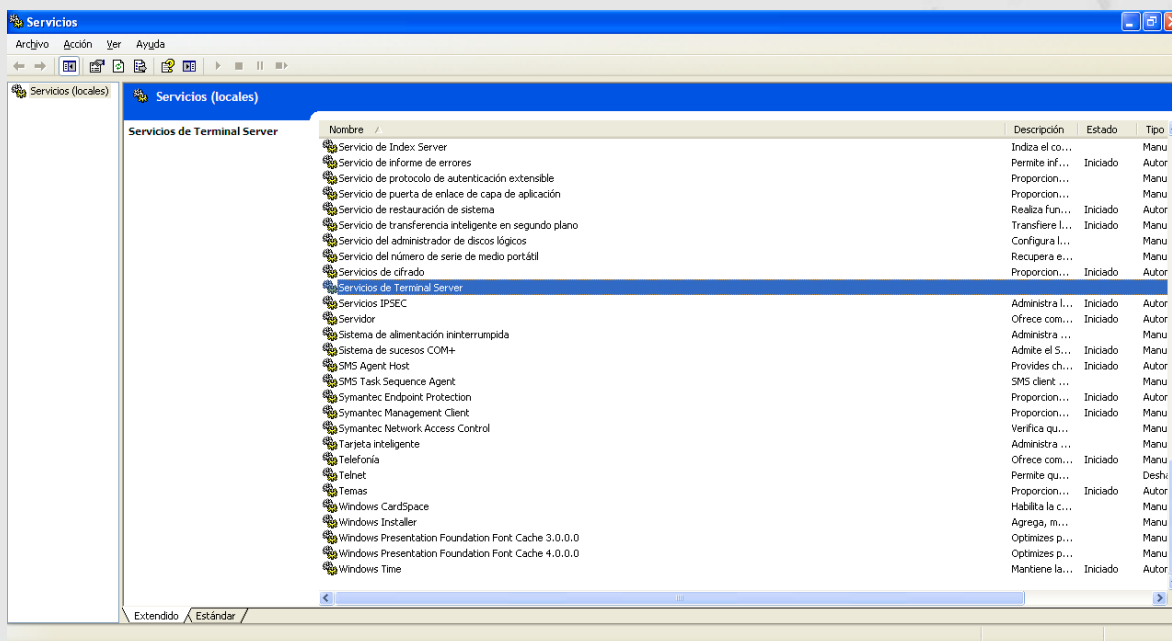 Servicios
Archivo Acción Ver Ayuda
Servicios (locales)
Servicios (locales)
Servicios de Terminal Server
Nombre Descripción Estado Tipo
Servicio de Index Server Indiza el co... Manu
Servicio de informe de errores Permite inf... Iniciado Autor
Servicio de protocolo de autenticación extensible Proporcion... Manu
Servicio de puerta de enlace de capa de aplicación Proporcion... Manu
Servicio de restauración de sistema Realiza fun... Iniciado Autor
Servicio de transferencia inteligente en segundo plano Transfiere l... Iniciado Manu
Servicio del administrador de discos lógicos Configura l... Manu
Servicio del número de serie de medio portátil Recupera e... Manu
Servicios de cifrado Proporcion... Iniciado Autor
Servicios de Terminal Server
Servicios IPSEC Administra l... Iniciado Autor
Servidor Ofrece com... Iniciado Autor
Sistema de alimentación ininterrumpida Administra ... Manu
Sistema de sucesos COM+ Admite el S... Iniciado Manu
SMS Agent Host Provides ch... Iniciado Autor
SMS Task Sequence Agent SMS client ... Manu
Symantec Endpoint Protection Proporcion... Iniciado Autor
Symantec Management Client Proporcion... Iniciado Autor
Symantec Network Access Control Verifica qu... Manu
Tarjeta inteligente Administra ... Manu
Telefonía Ofrece com... Iniciado Manu
Telnet Permite qu... Desha
Temas Proporcion... Iniciado Autor
Windows CardSpace Habilita la c... Manu
Windows Installer Agrega, m... Manu
Windows Presentation Foundation Font Cache 3.0.0.0 Optimizes p... Manu
Windows Presentation Foundation Font Cache 4.0.0.0 Optimizes p... Manu
Windows Time Mantiene la... Iniciado Autor
Extendido Estándar